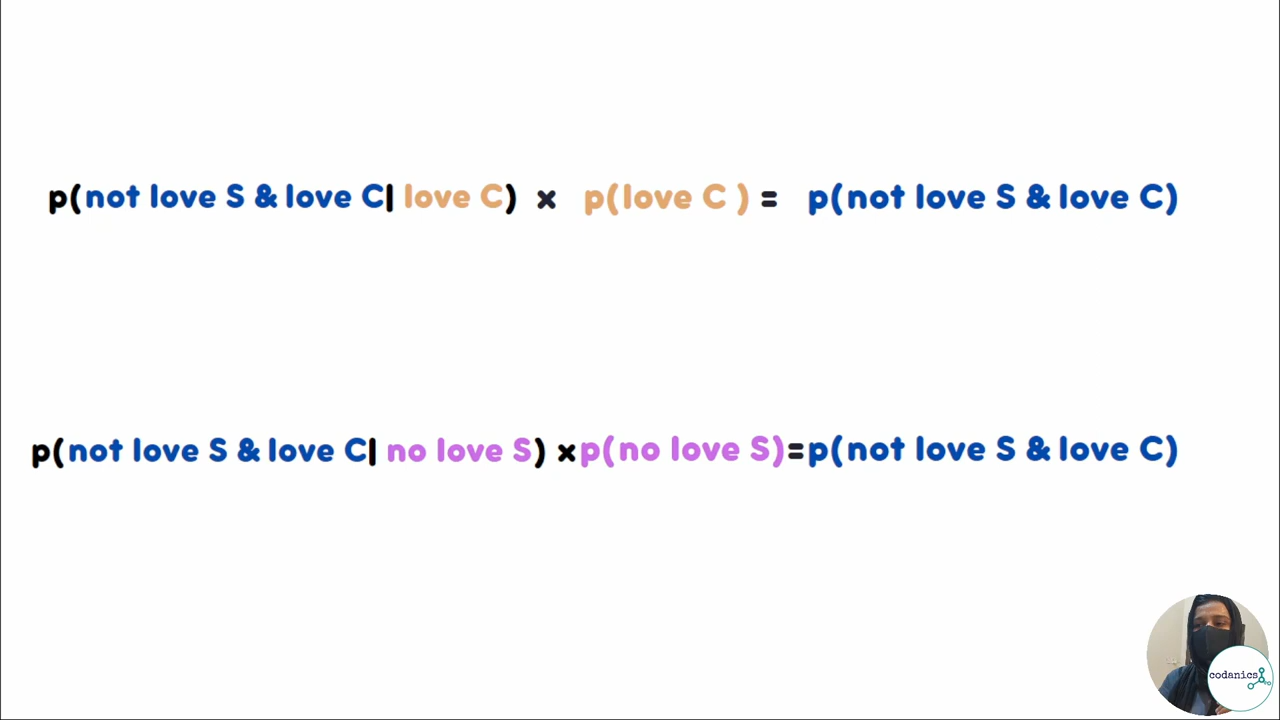 p(not love S & love C| love C) x p(love C ) = p(not love S & love C)
p(not love S & love C| no love S) xp(no love S)=p(not love S & love C)
codanics